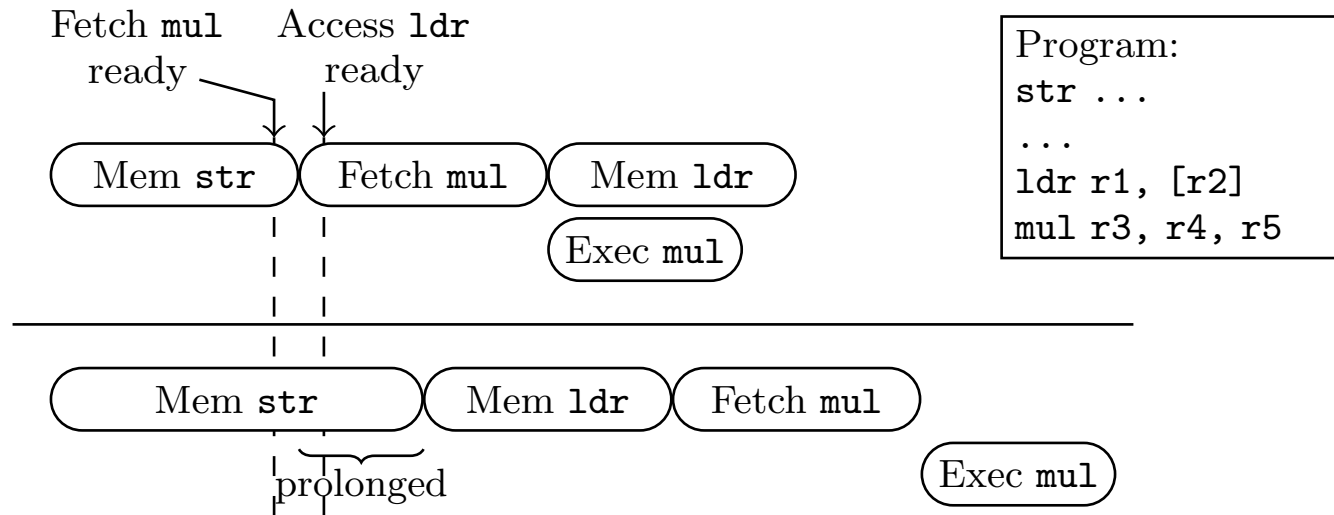 Fetch mul
ready
Access ldr
ready
Mem str
Fetch mul
Mem ldr
Exec mul
Program:
str ...
...
ldr r1, [r2]
mul r3, r4, r5
Mem str
Mem ldr
Fetch mul
prolonged
Exec mul